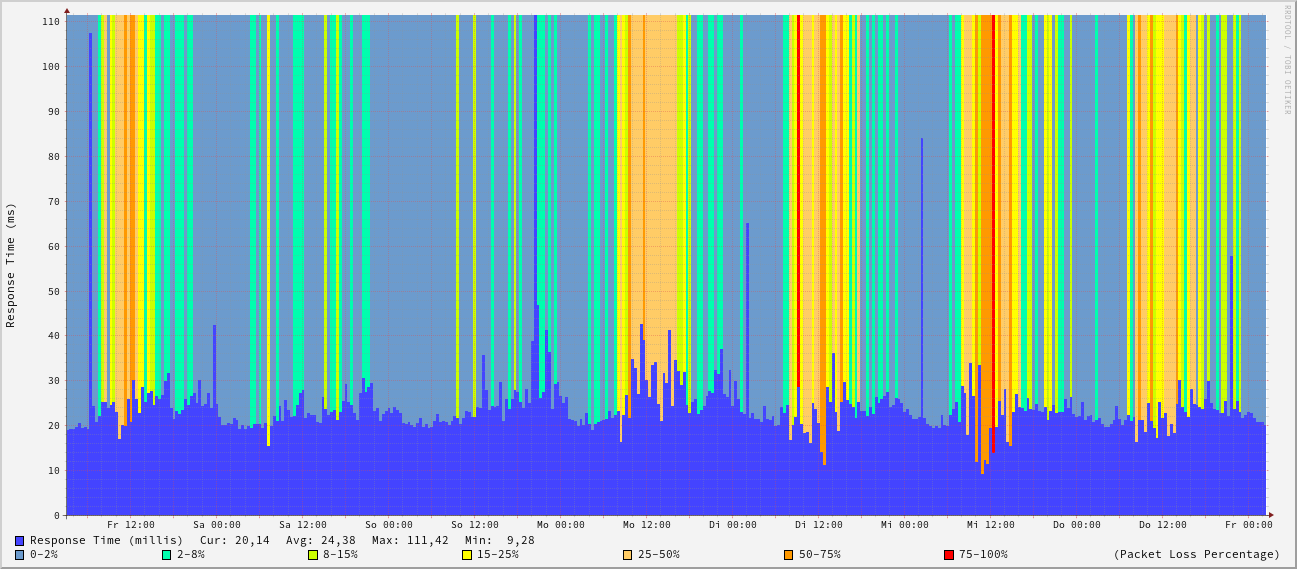 RRDTOOL / TOBI OETIKER
Response Time (ms)
110
100
90
80
70
60
50
40
30
20
10
0
Fr 12:00 Sa 00:00 Sa 12:00 So 00:00 So 12:00 Mo 00:00 Mo 12:00 Di 00:00 Di 12:00 Mi 00:00 Mi 12:00 Do 00:00 Do 12:00 Fr 00:00
Response Time (millis) Cur: 20,14 Avg: 24,38 Max: 111,42 Min: 9,28
0-2% 2-8% 8-15% 15-25% 25-50% 50-75% 75-100% (Packet Loss Percentage)